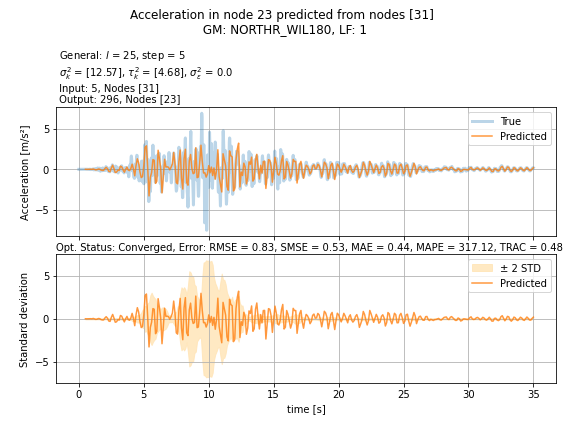 Acceleration in node 23 predicted from nodes [31]
GM: NORTHR_WIL180, LF: 1
General: l = 25, step = 5
σ²ₖ = [12.57], τ²ₖ = [4.68], σ²ε = 0.0
Input: 5, Nodes [31]
Output: 296, Nodes [23]
True
Predicted
Acceleration [m/s²]
5
0
−5
Opt. Status: Converged, Error: RMSE = 0.83, SMSE = 0.53, MAE = 0.44, MAPE = 317.12, TRAC = 0.48
± 2 STD
Predicted
Standard deviation
5
0
−5
0 5 10 15 20 25 30 35
time [s]